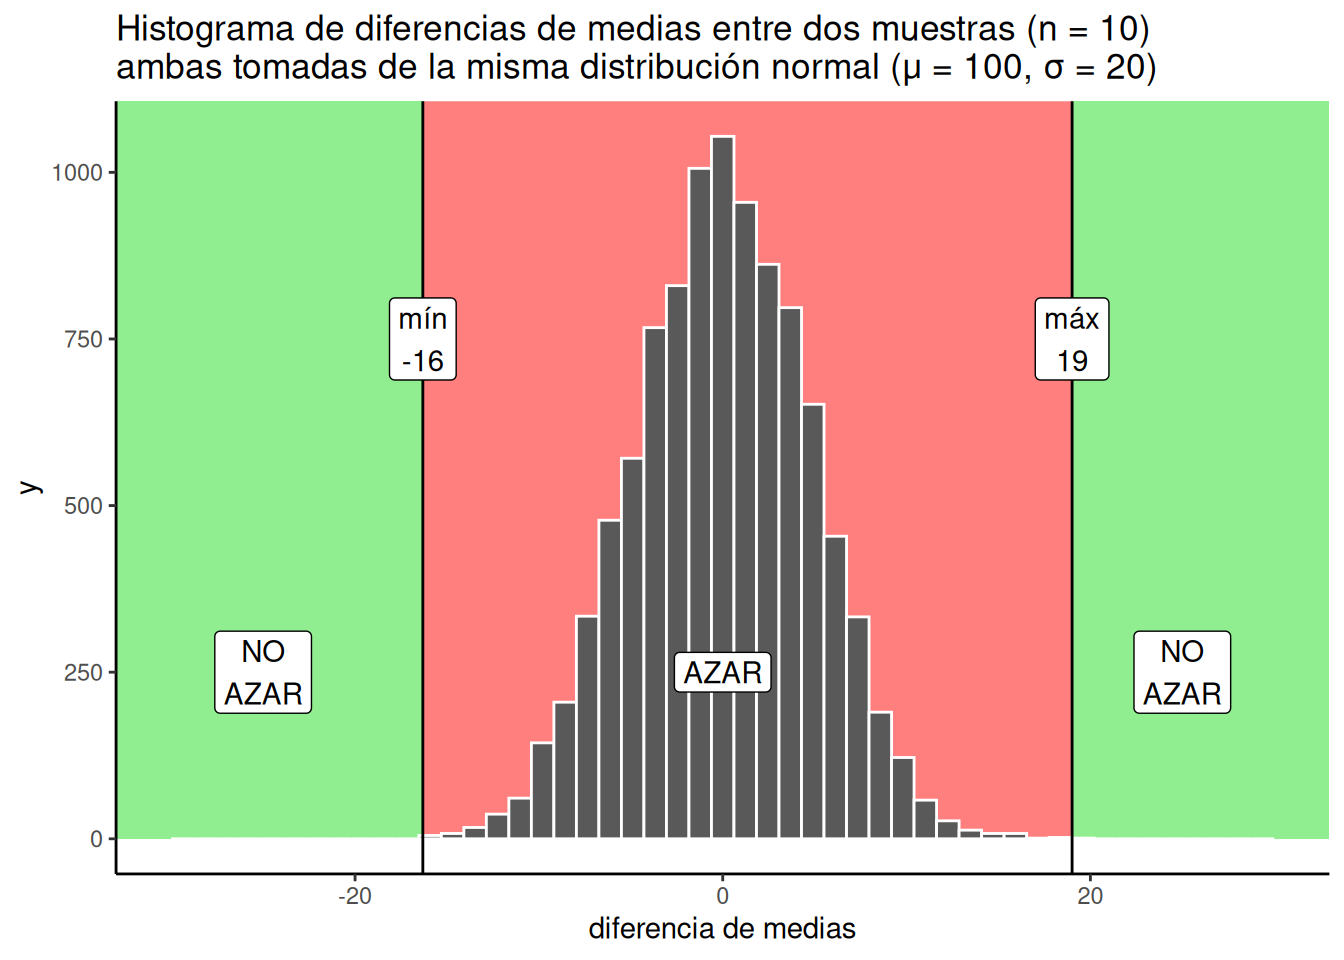 Histograma de diferencias de medias entre dos muestras (n = 10)
ambas tomadas de la misma distribución normal (μ = 100, σ = 20)
1000
750
500
250
0
y
mín
-16
máx
19
NO
AZAR
AZAR
NO
AZAR
-20
0
20
diferencia de medias